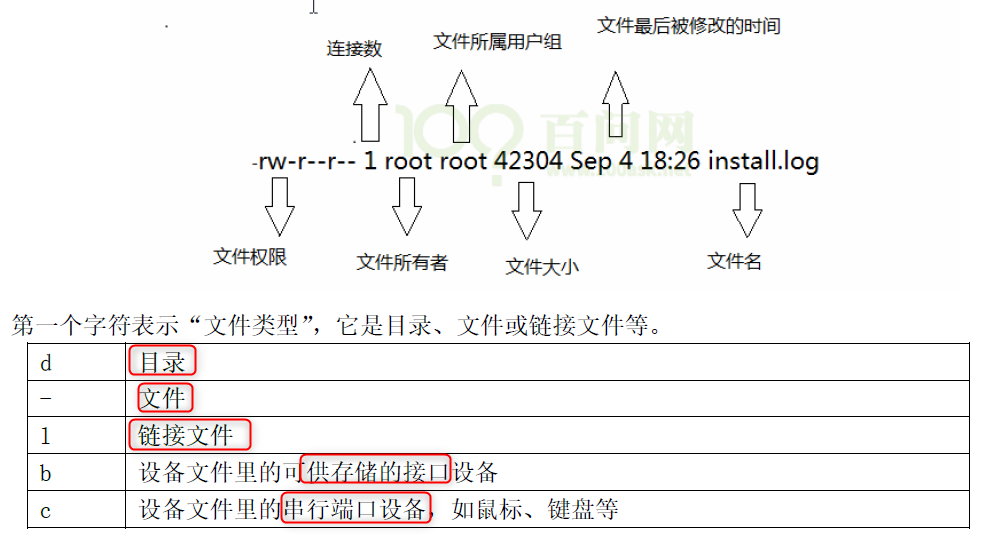 连接数
文件所属用户组
文件最后被修改的时间
100ask 百问网
-rw-r--r-- 1 root root 42304 Sep 4 18:26 install.log
文件权限
文件所有者
文件大小
文件名
第一个字符表示“文件类型”，它是目录、文件或链接文件等。
d 目录
- 文件
l 链接文件
b 设备文件里的可供存储的接口设备
c 设备文件里的串行端口设备，如鼠标、键盘等